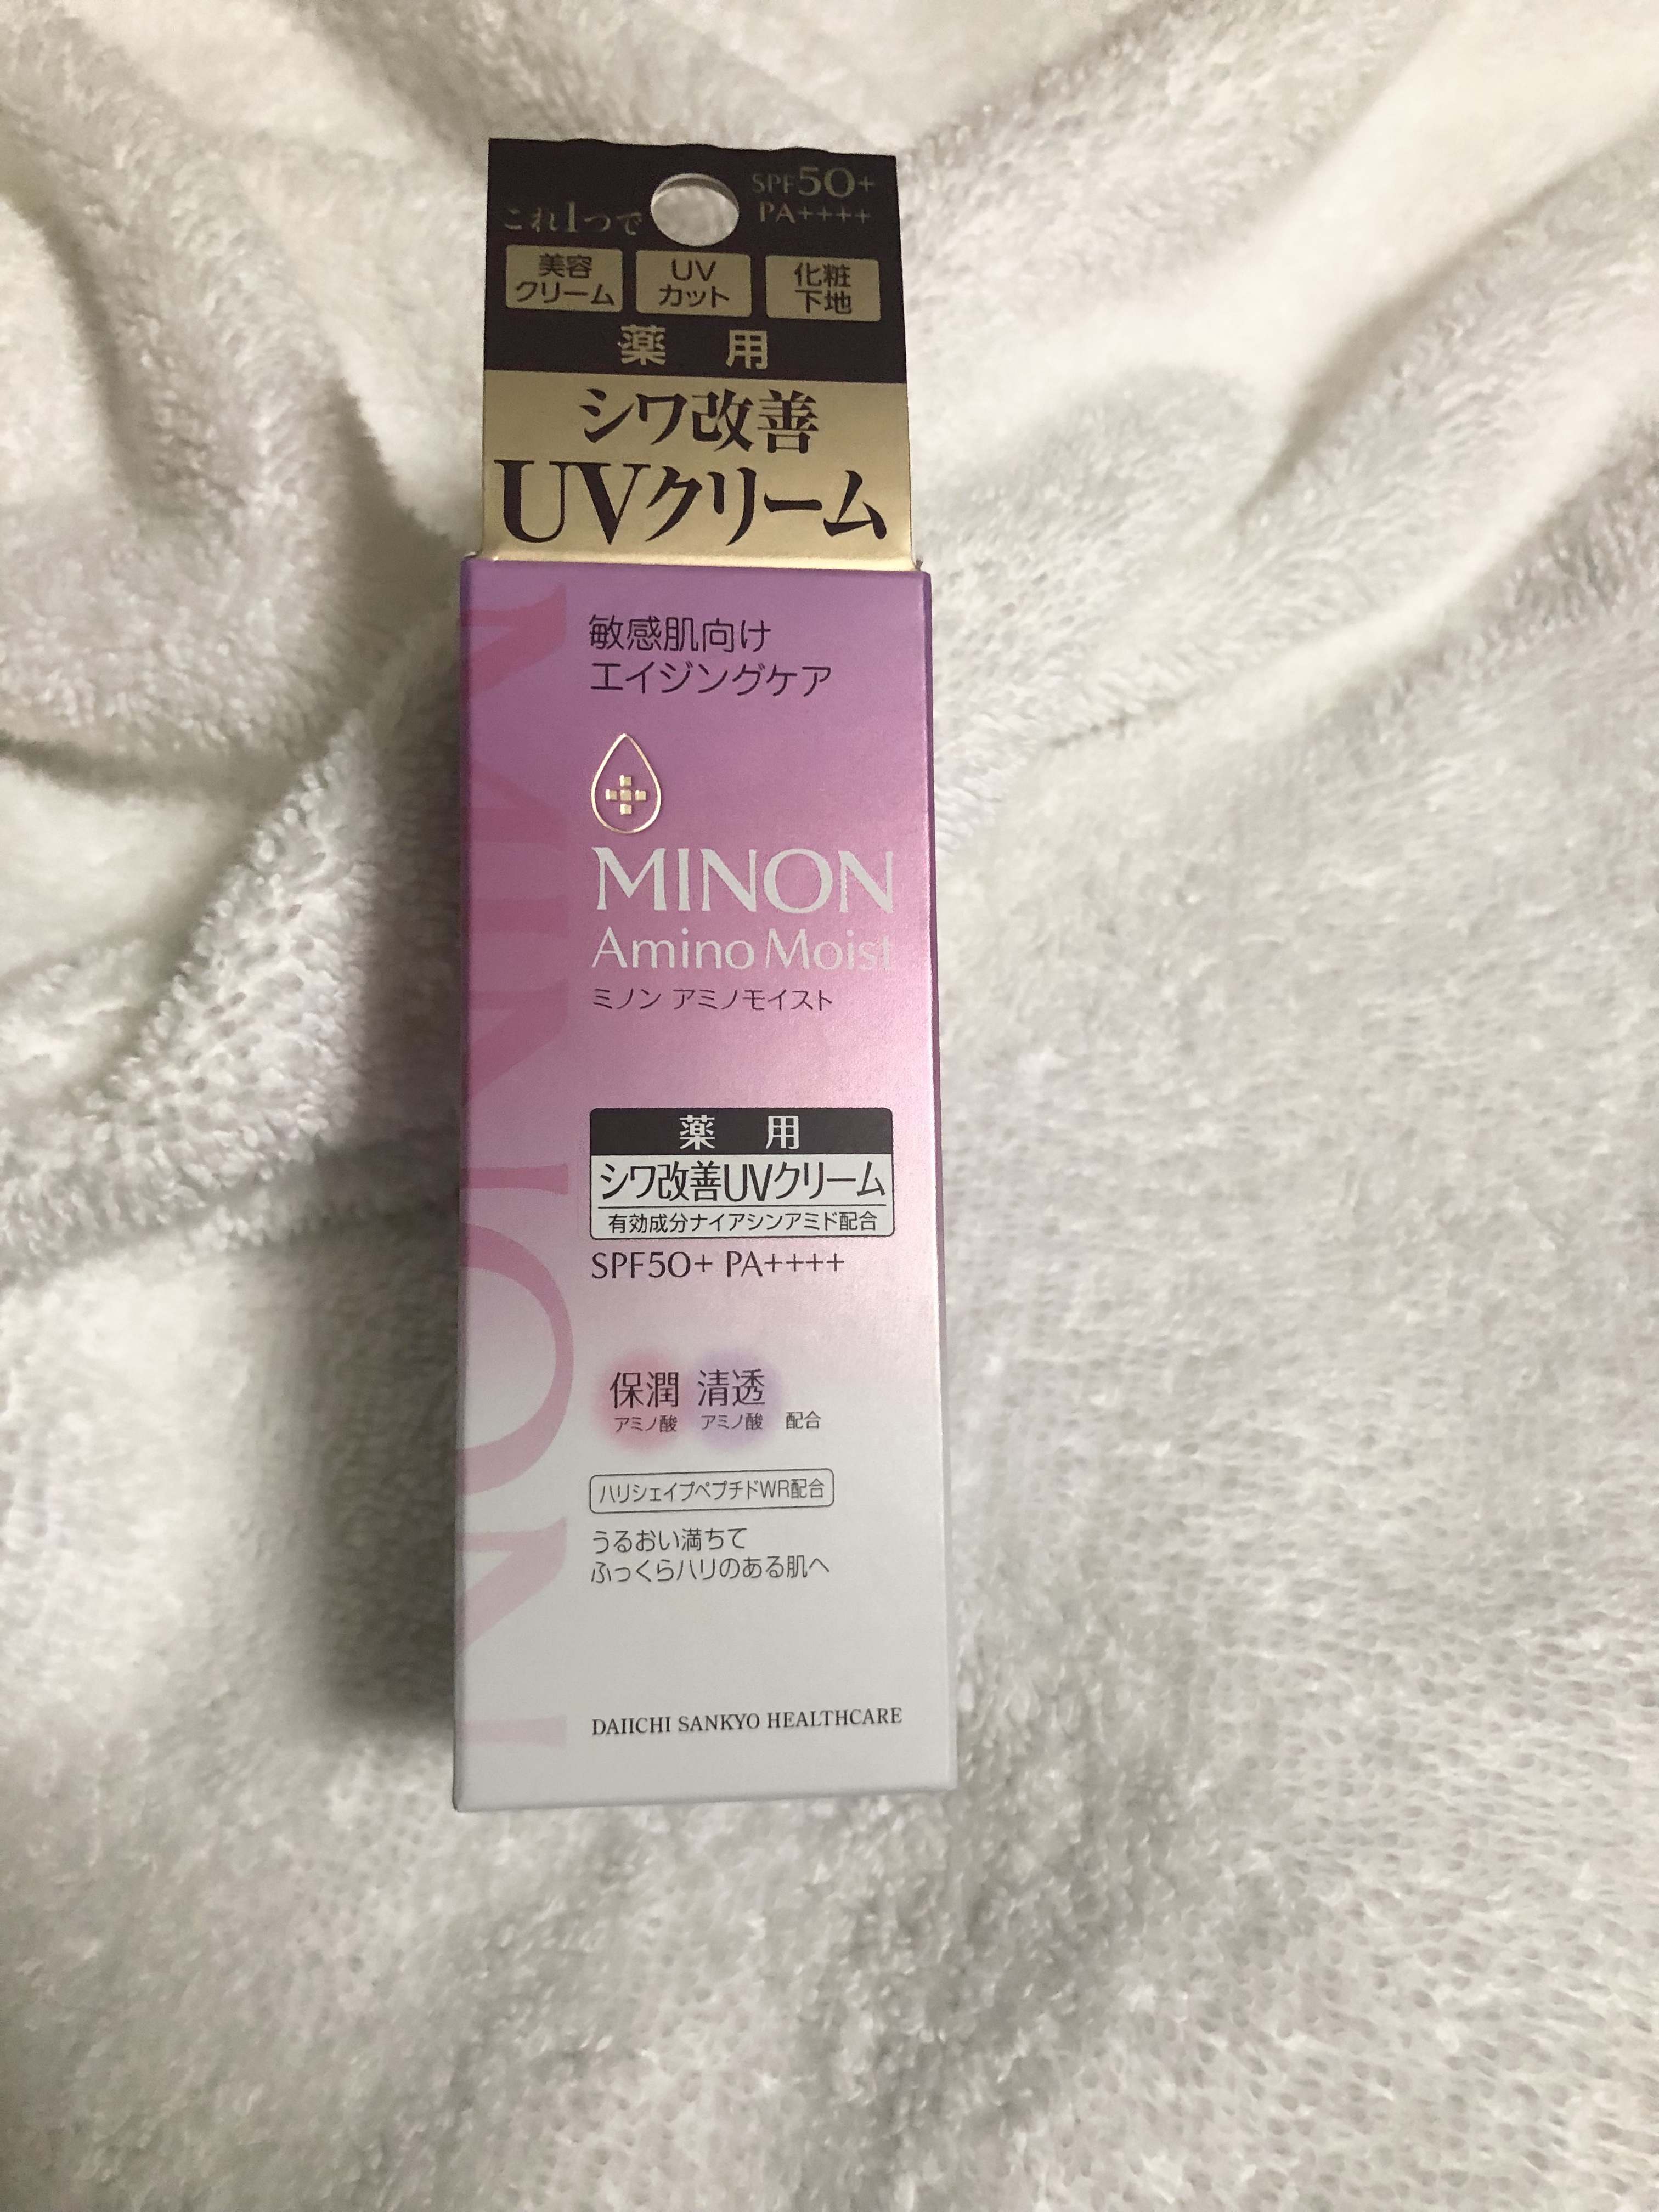 SPF50+
PA++++
これ1つで
美容
クリーム
UV
カット
化粧
下地
薬 用
シワ改善
UVクリーム
敏感肌向け
エイジングケア
MINON
Amino Moist
ミノン アミノモイスト
薬 用
シワ改善UVクリーム
有効成分ナイアシンアミド配合
SPF50+ PA++++
保潤 清透
アミノ酸 アミノ酸 配合
ハリシェイプペプチドWR配合
うるおい満ちて
ふっくらハリのある肌へ
DAIICHI SANKYO HEALTHCARE
MINON